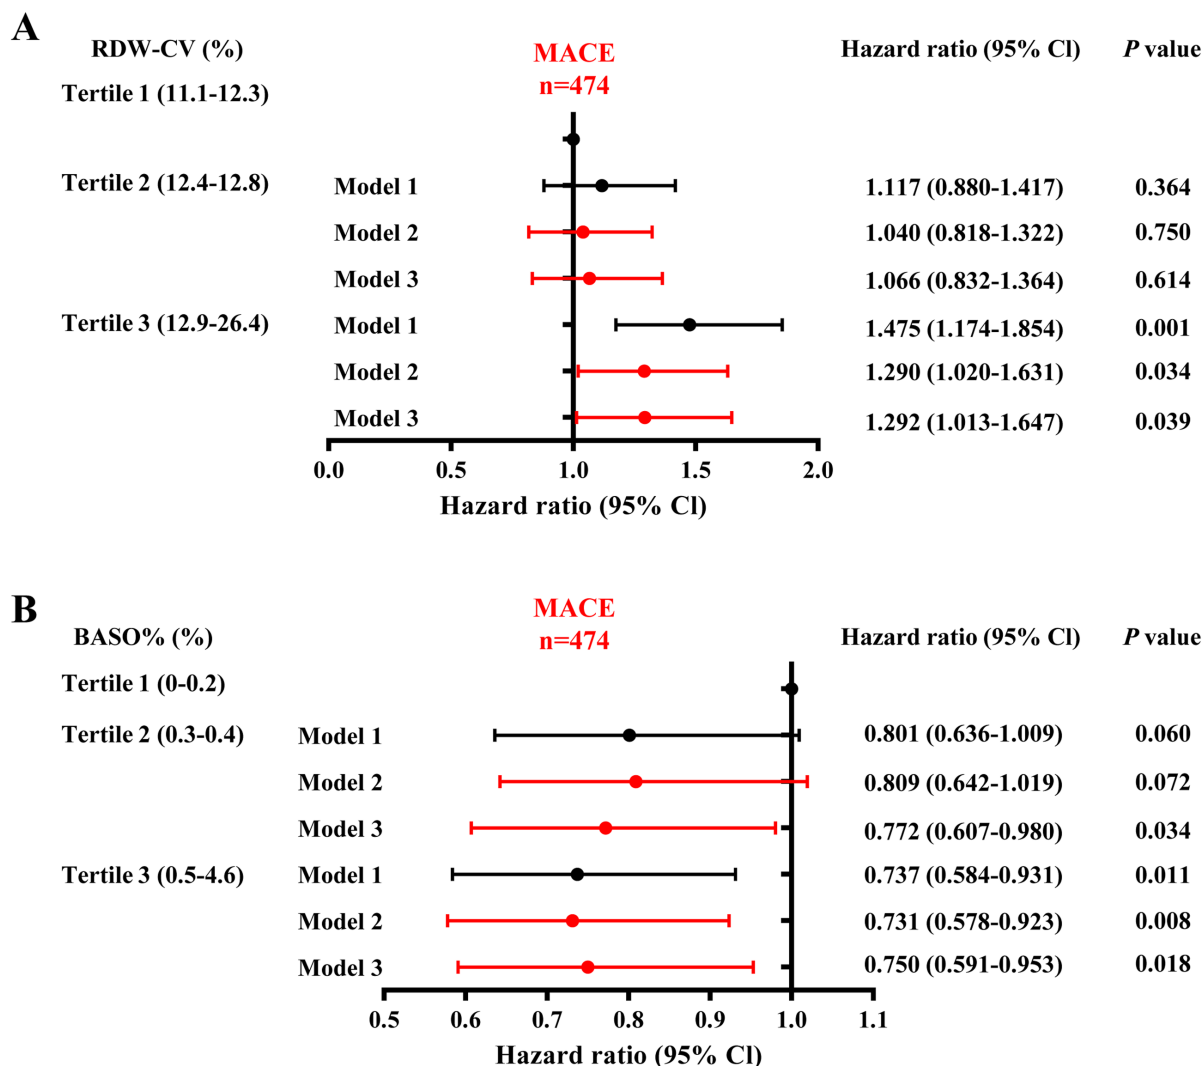 A
RDW-CV (%)
MACE
n=474
Hazard ratio (95% Cl)
P value
Tertile 1 (11.1-12.3)
Tertile 2 (12.4-12.8)
Model 1
1.117 (0.880-1.417)
0.364
Model 2
1.040 (0.818-1.322)
0.750
Model 3
1.066 (0.832-1.364)
0.614
Tertile 3 (12.9-26.4)
Model 1
1.475 (1.174-1.854)
0.001
Model 2
1.290 (1.020-1.631)
0.034
Model 3
1.292 (1.013-1.647)
0.039
0.0 0.5 1.0 1.5 2.0
Hazard ratio (95% Cl)
B
BASO% (%)
MACE
n=474
Hazard ratio (95% Cl)
P value
Tertile 1 (0-0.2)
Tertile 2 (0.3-0.4)
Model 1
0.801 (0.636-1.009)
0.060
Model 2
0.809 (0.642-1.019)
0.072
Model 3
0.772 (0.607-0.980)
0.034
Tertile 3 (0.5-4.6)
Model 1
0.737 (0.584-0.931)
0.011
Model 2
0.731 (0.578-0.923)
0.008
Model 3
0.750 (0.591-0.953)
0.018
0.5 0.6 0.7 0.8 0.9 1.0 1.1
Hazard ratio (95% Cl)